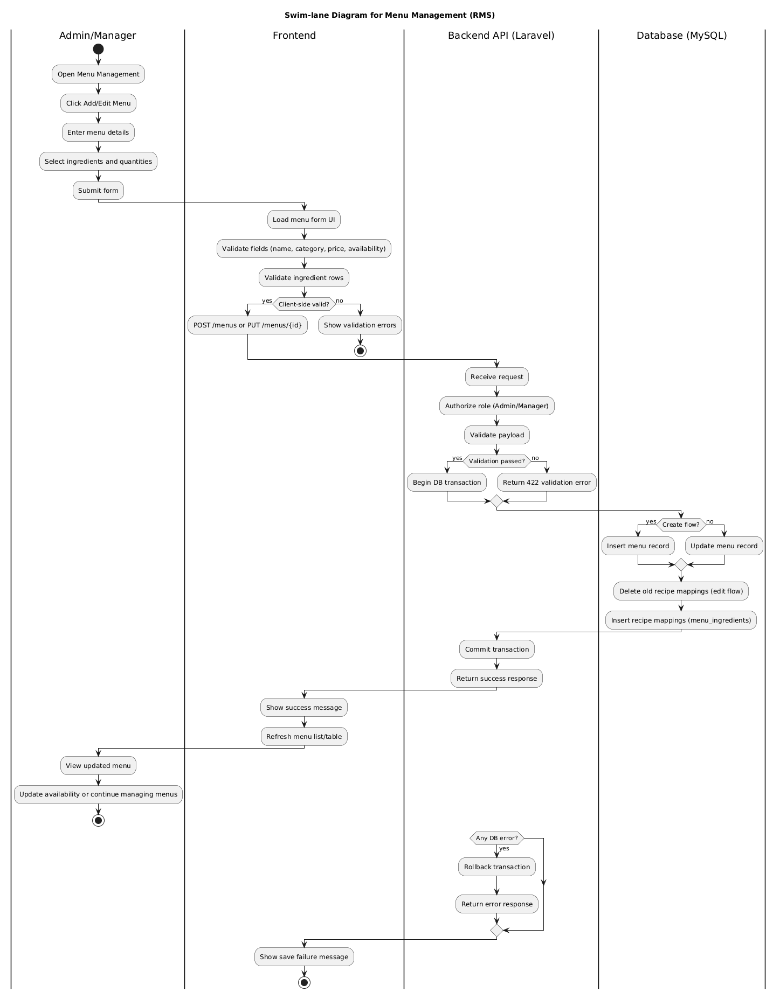 Swim-lane Diagram for Menu Management (RMS)
Admin/Manager
Frontend
Backend API (Laravel)
Database (MySQL)
Open Menu Management
Click Add/Edit Menu
Enter menu details
Select ingredients and quantities
Submit form
Load menu form UI
Validate fields (name, category, price, availability)
Validate ingredient rows
yes
Client-side valid?
no
POST /menus or PUT /menus/{id}
Show validation errors
Receive request
Authorize role (Admin/Manager)
Validate payload
yes
Validation passed?
no
Begin DB transaction
Return 422 validation error
yes
Create flow?
no
Insert menu record
Update menu record
Delete old recipe mappings (edit flow)
Insert recipe mappings (menu_ingredients)
Commit transaction
Return success response
Show success message
Refresh menu list/table
View updated menu
Update availability or continue managing menus
Any DB error?
yes
Rollback transaction
Return error response
Show save failure message